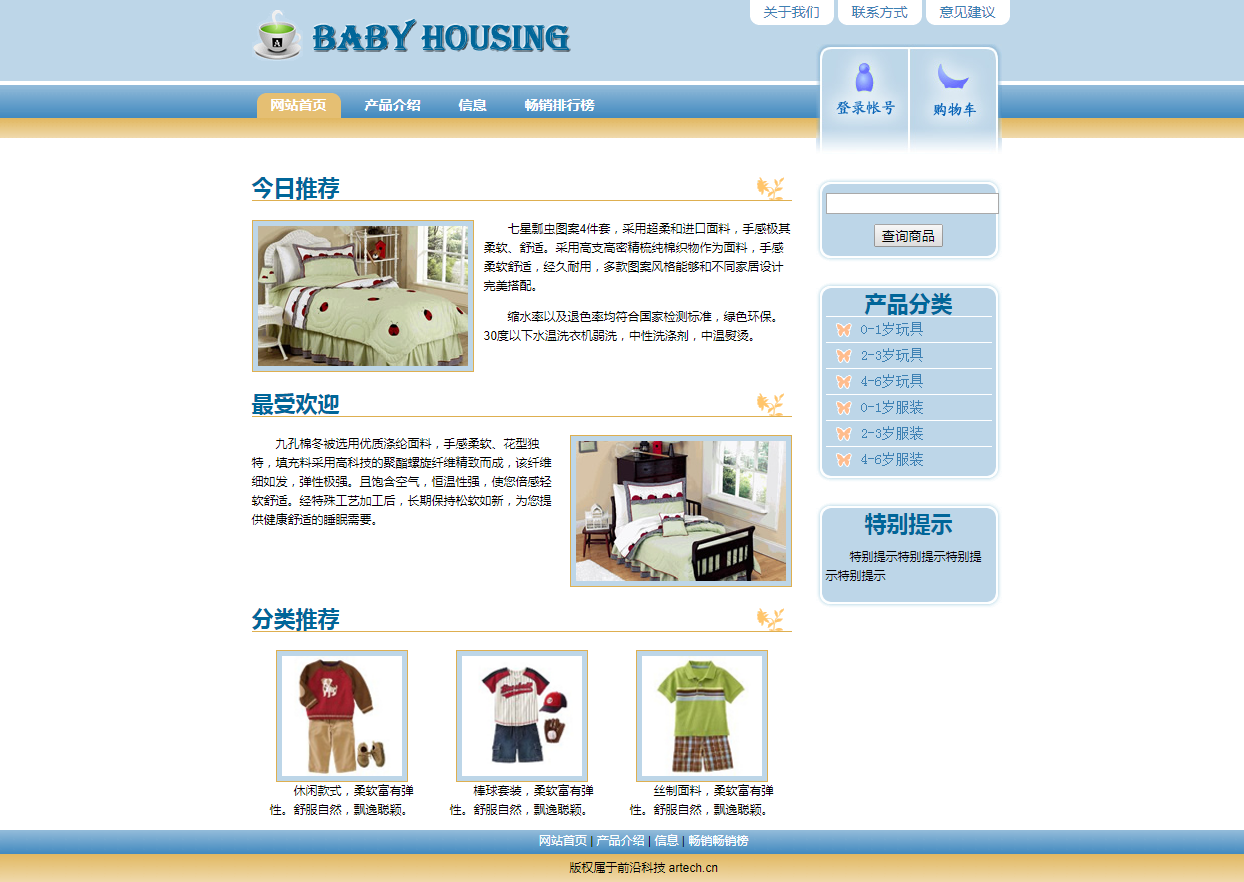 关于我们
联系方式
意见建议
A
BABY HOUSING
登录帐号
购物车
网站首页
产品介绍
信息
畅销排行榜
今日推荐
七星瓢虫图案4件套，采用超柔和进口面料，手感极其
柔软、舒适。采用高支高密精梳纯棉织物作为面料，手感
柔软舒适，经久耐用，多款图案风格能够和不同家居设计
完美搭配。
缩水率以及退色率均符合国家检测标准，绿色环保。
30度以下水温洗衣机弱洗，中性洗涤剂，中温熨烫。
最受欢迎
九孔棉冬被选用优质涤纶面料，手感柔软、花型独
特，填充料采用高科技的聚酯螺旋纤维精致而成，该纤维
细如发，弹性极强。且饱含空气，恒温性强，使您倍感轻
软舒适。经特殊工艺加工后，长期保持松软如新，为您提
供健康舒适的睡眠需要。
分类推荐
休闲款式，柔软富有弹
性。舒服自然，飘逸聪颖。
棒球套装，柔软富有弹
性。舒服自然，飘逸聪颖。
丝制面料，柔软富有弹
性。舒服自然，飘逸聪颖。
查询商品
产品分类
0-1岁玩具
2-3岁玩具
4-6岁玩具
0-1岁服装
2-3岁服装
4-6岁服装
特别提示
特别提示特别提示特别提
示特别提示
网站首页 | 产品介绍 | 信息 | 畅销畅销榜
版权属于前沿科技 artech.cn